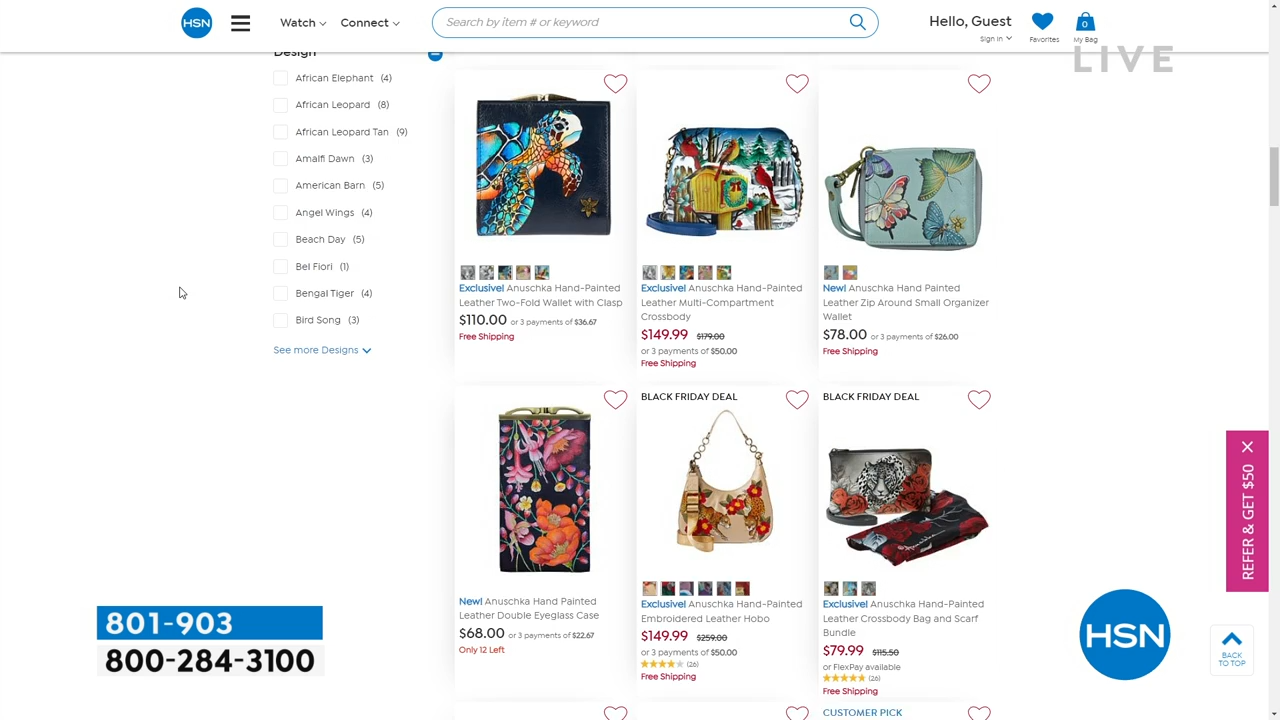 HSN
Watch
Connect
Search by item # or keyword
Hello, Guest
Sign In
Favorites
0
My Bag
LIVE
Design
African Elephant (4)
African Leopard (8)
African Leopard Tan (9)
Amalfi Dawn (3)
American Barn (5)
Angel Wings (4)
Beach Day (5)
Bel Fiori (1)
Bengal Tiger (4)
Bird Song (3)
See more Designs
Exclusive! Anuschka Hand-Painted
Leather Two-Fold Wallet with Clasp
$110.00 or 3 payments of $36.67
Free Shipping
Exclusive! Anuschka Hand-Painted
Leather Multi-Compartment
Crossbody
$149.99 $179.00
or 3 payments of $50.00
Free Shipping
New! Anuschka Hand Painted
Leather Zip Around Small Organizer
Wallet
$78.00 or 3 payments of $26.00
Free Shipping
New! Anuschka Hand Painted
Leather Double Eyeglass Case
$68.00 or 3 payments of $22.67
Only 12 Left
BLACK FRIDAY DEAL
Exclusive! Anuschka Hand-Painted
Embroidered Leather Hobo
$149.99 $259.00
or 3 payments of $50.00
(26)
Free Shipping
BLACK FRIDAY DEAL
Exclusive! Anuschka Hand-Painted
Leather Crossbody Bag and Scarf
Bundle
$79.99 $115.50
or FlexPay available
(26)
Free Shipping
CUSTOMER PICK
REFER & GET $50
801-903
800-284-3100
HSN
BACK
TO TOP